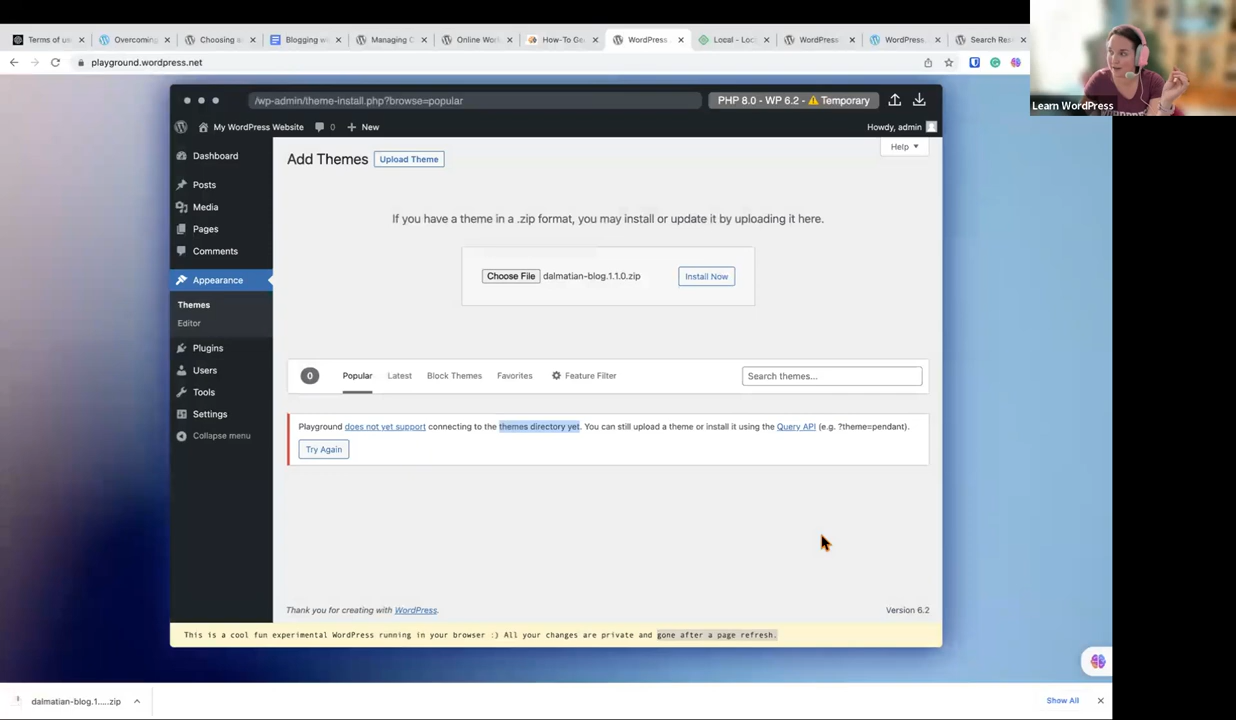 Terms of us
Overcoming
Choosing a
Blogging wi
Managing C
Online Wor
How-To Ge
WordPress
Local - Loc
WordPress
WordPress
Search Res
playground.wordpress.net
Learn WordPress
/wp-admin/theme-install.php?browse=popular
PHP 8.0 - WP 6.2 - ⚠ Temporary
My WordPress Website
0
New
Howdy, admin
Dashboard
Posts
Media
Pages
Comments
Appearance
Themes
Editor
Plugins
Users
Tools
Settings
Collapse menu
Add Themes
Upload Theme
Help
If you have a theme in a .zip format, you may install or update it by uploading it here.
Choose File dalmatian-blog.1.1.0.zip
Install Now
0
Popular
Latest
Block Themes
Favorites
Feature Filter
Search themes...
Playground does not yet support connecting to the themes directory yet. You can still upload a theme or install it using the Query API (e.g. ?theme=pendant).
Try Again
Thank you for creating with WordPress.
Version 6.2
This is a cool fun experimental WordPress running in your browser :) All your changes are private and gone after a page refresh.
dalmatian-blog.1.....zip
Show All